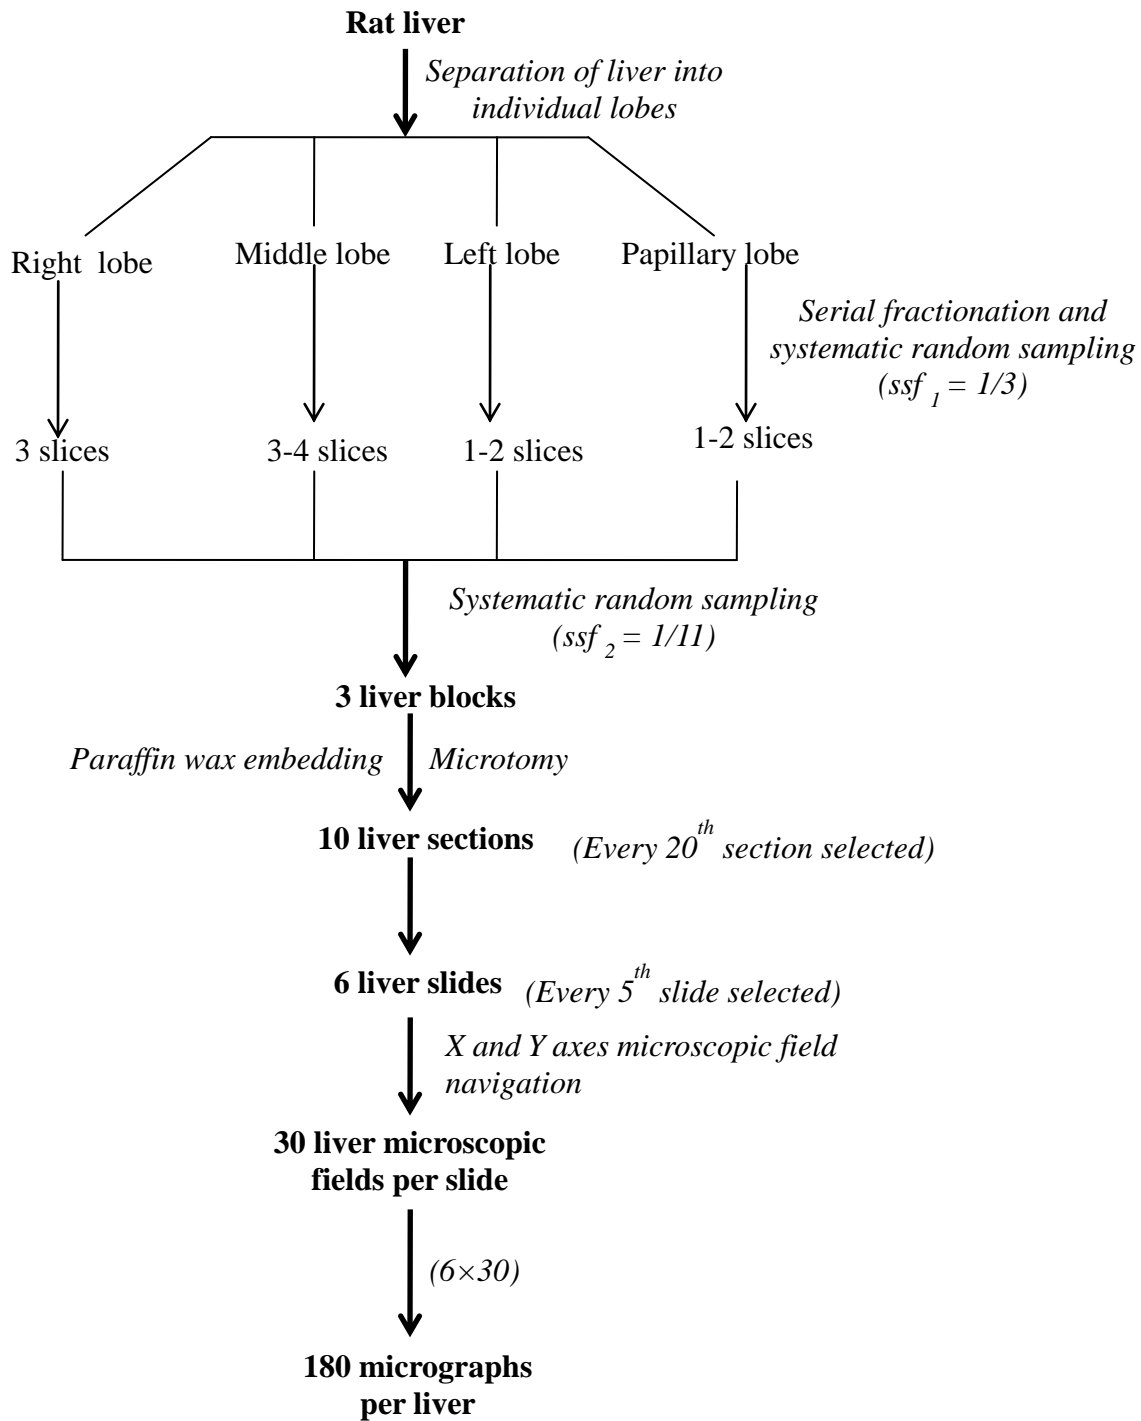 Rat liver
Separation of liver into
individual lobes
Right lobe
Middle lobe
Left lobe
Papillary lobe
Serial fractionation and
systematic random sampling
(ssf 1 = 1/3)
3 slices
3-4 slices
1-2 slices
1-2 slices
Systematic random sampling
(ssf 2 = 1/11)
3 liver blocks
Paraffin wax embedding
Microtomy
10 liver sections
(Every 20th section selected)
6 liver slides
(Every 5th slide selected)
X and Y axes microscopic field
navigation
30 liver microscopic
fields per slide
(6×30)
180 micrographs
per liver